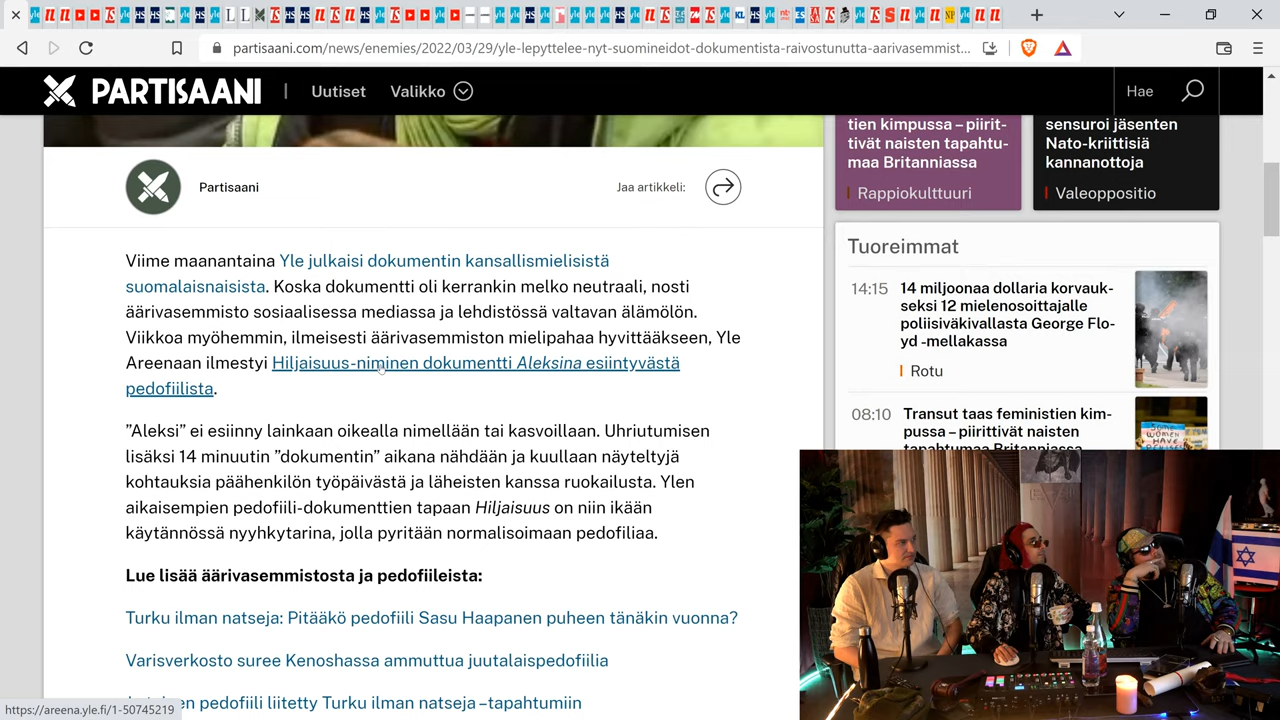 partisaani.com/news/enemies/2022/03/29/yle-lepyttelee-nyt-suomineidot-dokumentista-raivostunutta-aarivasemmist...
PARTISAANI
Uutiset
Valikko
Hae
Partisaani
Jaa artikkeli:
Viime maanantaina Yle julkaisi dokumentin kansallismielisistä
suomalaisnaisista. Koska dokumentti oli kerrankin melko neutraali, nosti
äärivasemmisto sosiaalisessa mediassa ja lehdistössä valtavan älämölön.
Viikkoa myöhemmin, ilmeisesti äärivasemmiston mielipahaa hyvittääkseen, Yle
Areenaan ilmestyi Hiljaisuus-niminen dokumentti Aleksina esiintyvästä
pedofiilista.
”Aleksi” ei esiinny lainkaan oikealla nimellään tai kasvoillaan. Uhriutumisen
lisäksi 14 minuutin ”dokumentin” aikana nähdään ja kuullaan näyteltyjä
kohtauksia päähenkilön työpäivästä ja läheisten kanssa ruokailusta. Ylen
aikaisempien pedofiili-dokumenttien tapaan Hiljaisuus on niin ikään
käytännössä nyyhkytarina, jolla pyritään normalisoimaan pedofiliaa.
Lue lisää äärivasemmistosta ja pedofiileista:
Turku ilman natseja: Pitääkö pedofiili Sasu Haapanen puheen tänäkin vuonna?
Varisverkosto suree Kenoshassa ammuttua juutalaispedofiilia
pedofiili liitetty Turku ilman natseja –tapahtumiin
https://areena.yle.fi/1-50745219
tien kimpussa – piirit-
tivät naisten tapahtu-
maa Britanniassa
Rappiokulttuuri
sensuroi jäsenten
Nato-kriittisiä
kannanottoja
Valeoppositio
Tuoreimmat
14:15
14 miljoonaa dollaria korvauk-
seksi 12 mielenosoittajalle
poliisiväkivallasta George Flo-
yd -mellakassa
Rotu
08:10
Transut taas feministien kim-
pussa – piirittivät naisten
tapahtumaa Britanniassa